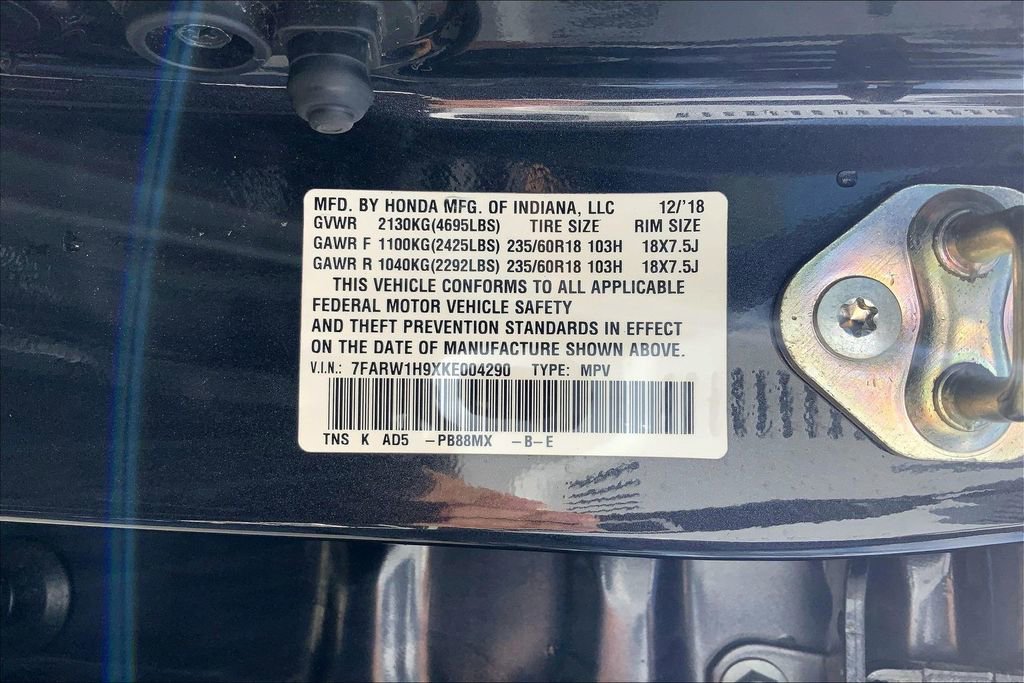 MFD. BY HONDA MFG. OF INDIANA, LLC 12/'18
GVWR 2130KG(4695LBS) TIRE SIZE RIM SIZE
GAWR F 1100KG(2425LBS) 235/60R18 103H 18X7.5J
GAWR R 1040KG(2292LBS) 235/60R18 103H 18X7.5J
THIS VEHICLE CONFORMS TO ALL APPLICABLE
FEDERAL MOTOR VEHICLE SAFETY
AND THEFT PREVENTION STANDARDS IN EFFECT
ON THE DATE OF MANUFACTURE SHOWN ABOVE.
V.I.N.: 7FARW1H9XKE004290 TYPE: MPV
TNS K AD5 -PB88MX -B-E